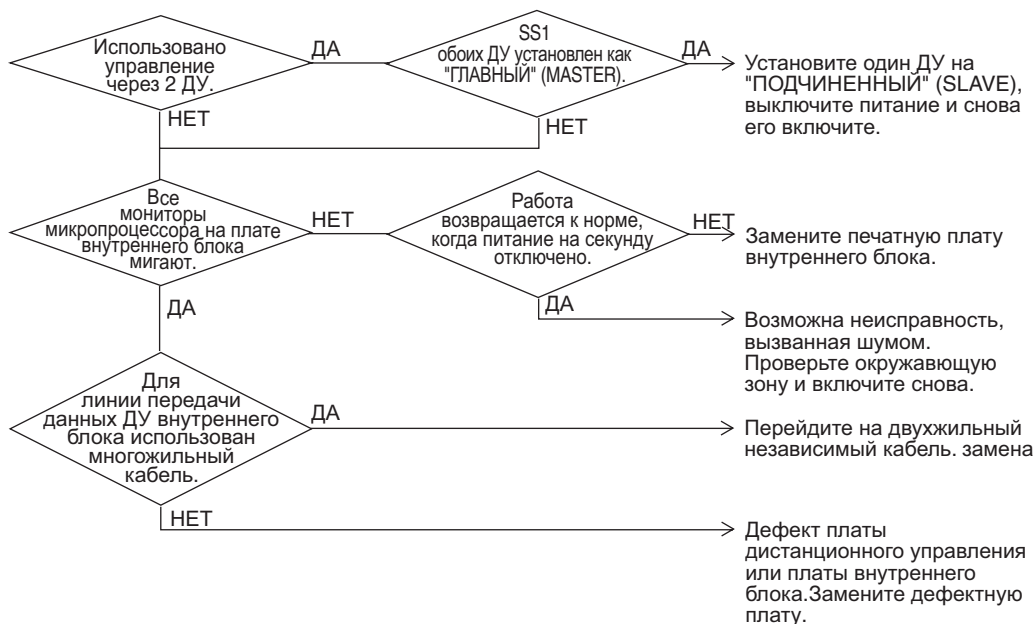 Использовано
управление
через 2 ДУ.
ДА
SS1
обоих ДУ установлен как
"ГЛАВНЫЙ" (MASTER).
ДА
Установите один ДУ на
"ПОДЧИНЕННЫЙ" (SLAVE),
выключите питание и снова
его включите.
НЕТ
НЕТ
Все
мониторы
микропроцессора на плате
внутреннего блока
мигают.
НЕТ
Работа
возвращается к норме,
когда питание на секунду
отключено.
НЕТ
Замените печатную плату
внутреннего блока.
ДА
ДА
Возможна неисправность,
вызванная шумом.
Проверьте окружавющую
зону и включите снова.
Для
линии передачи
данных ДУ внутреннего
блока использован
многожильный
кабель.
ДА
Перейдите на двухжильный
независимый кабель. замена
НЕТ
Дефект платы
дистанционного управления
или платы внутреннего
блока.Замените дефектную
плату.